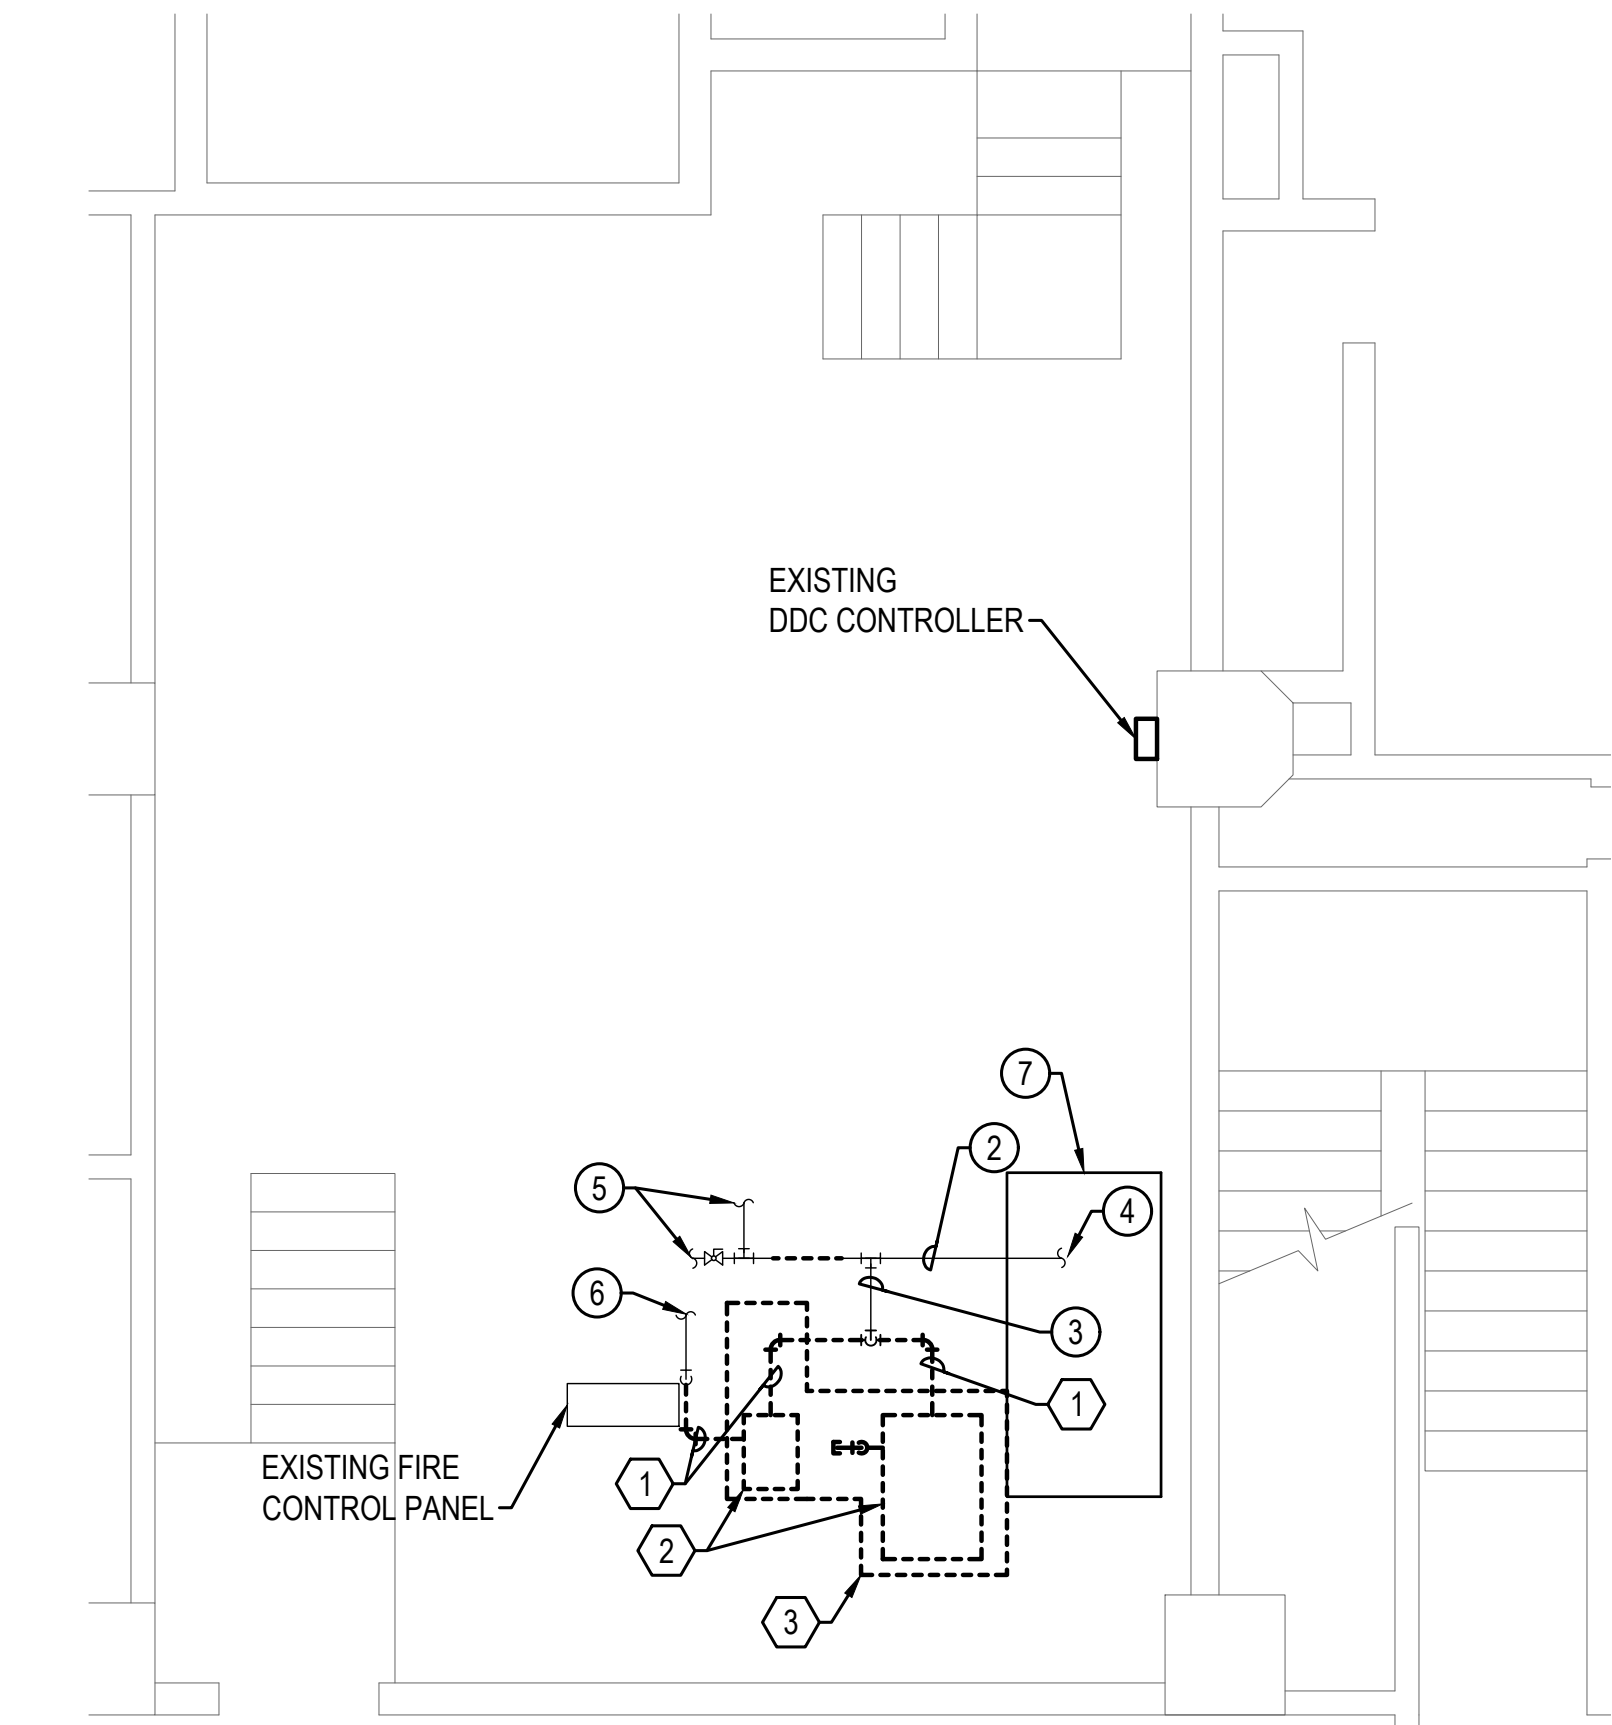 EXISTING
DDC CONTROLLER
7
2
5
4
6
3
1
EXISTING FIRE
CONTROL PANEL
1
2
3